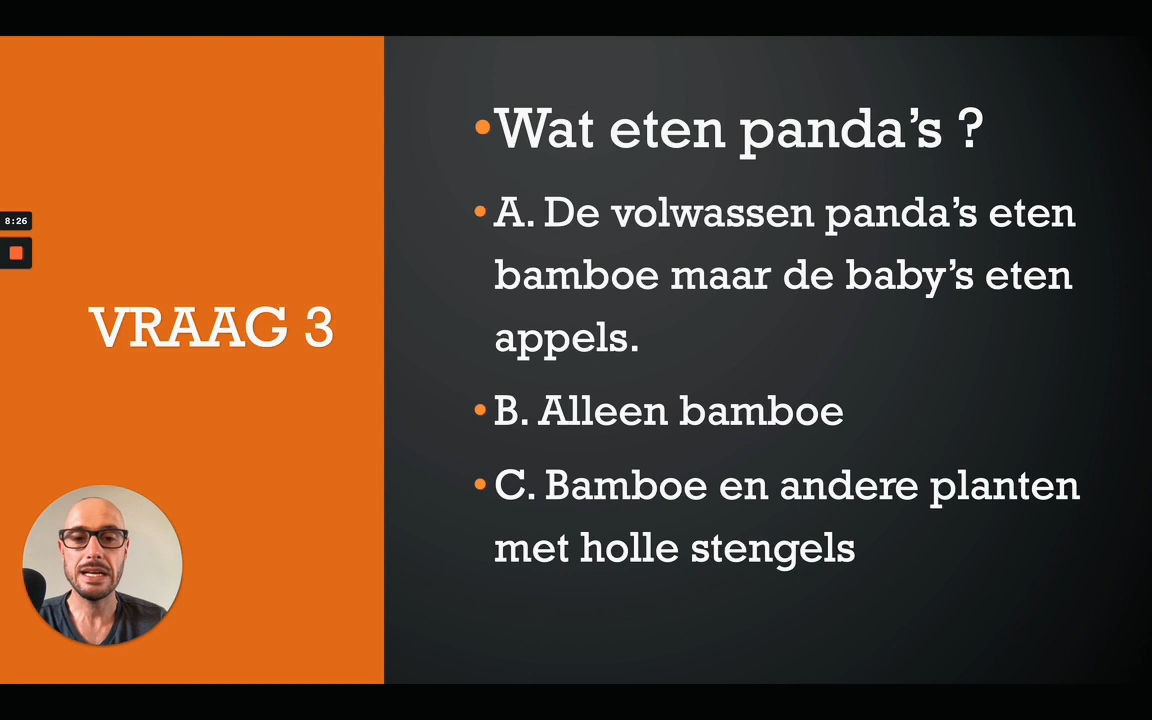 8:26
VRAAG 3
•Wat eten panda’s ?
• A. De volwassen panda’s eten
bamboe maar de baby’s eten
appels.
• B. Alleen bamboe
• C. Bamboe en andere planten
met holle stengels